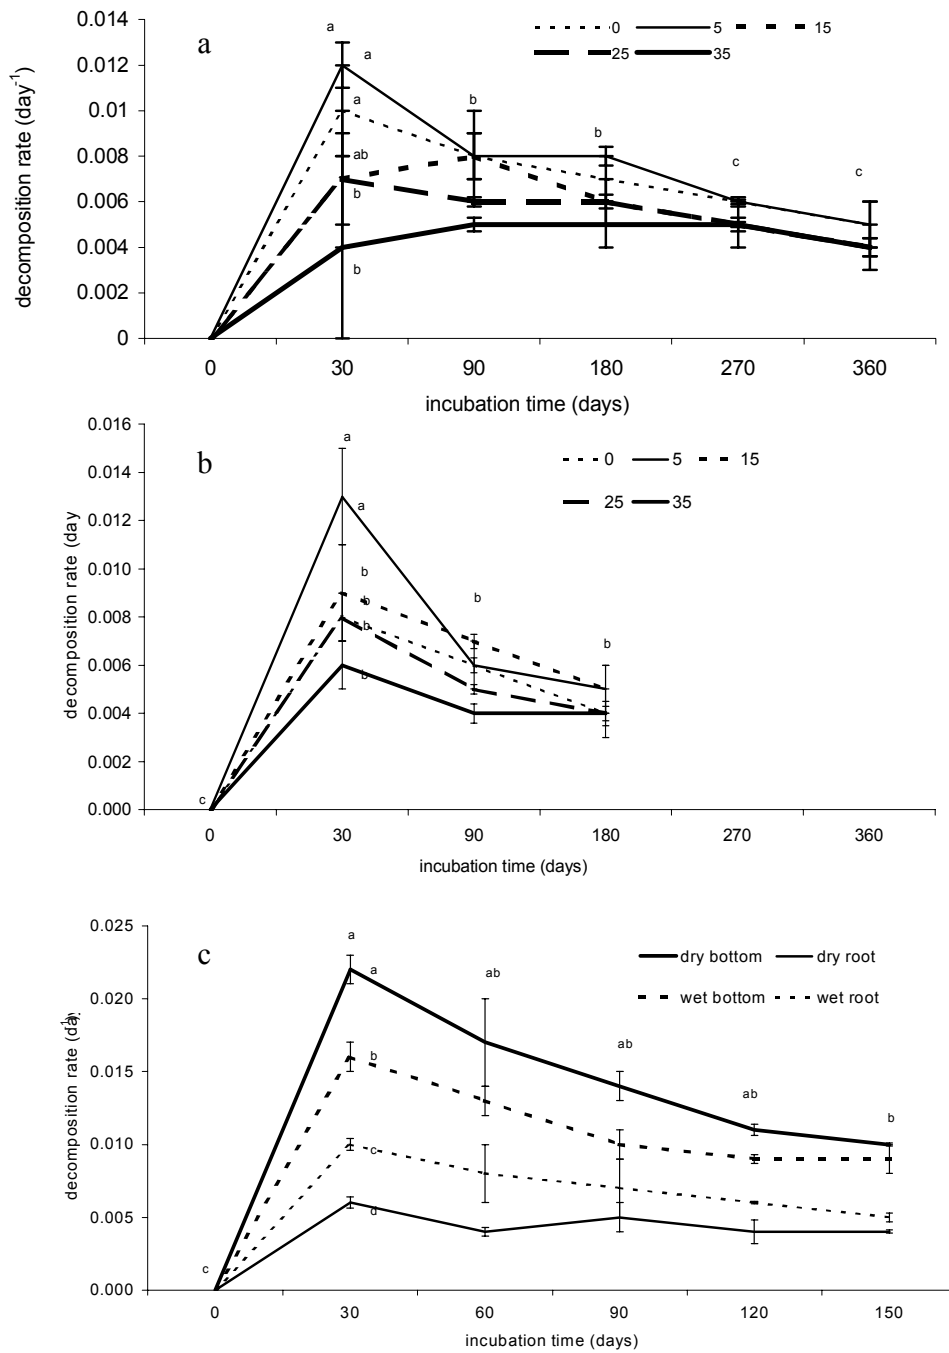 a
a
0 5 15
25 35
0.014
0.012
0.01
0.008
0.006
0.004
0.002
0
decomposition rate (day-1)
a
a
ab
b
b
b
b
c
c
0 30 90 180 270 360
incubation time (days)
b
a
0 5 15
25 35
0.016
0.014
0.012
0.010
0.008
0.006
0.004
0.002
0.000
decomposition rate (day
a
b
b
b
b
b
b
c
0 30 90 180 270 360
incubation time (days)
c
a
dry bottom dry root
wet bottom wet root
0.025
0.020
0.015
0.010
0.005
0.000
decomposition rate (day-1)
a
ab
b
ab
ab
b
c
d
c
0 30 60 90 120 150
incubation time (days)